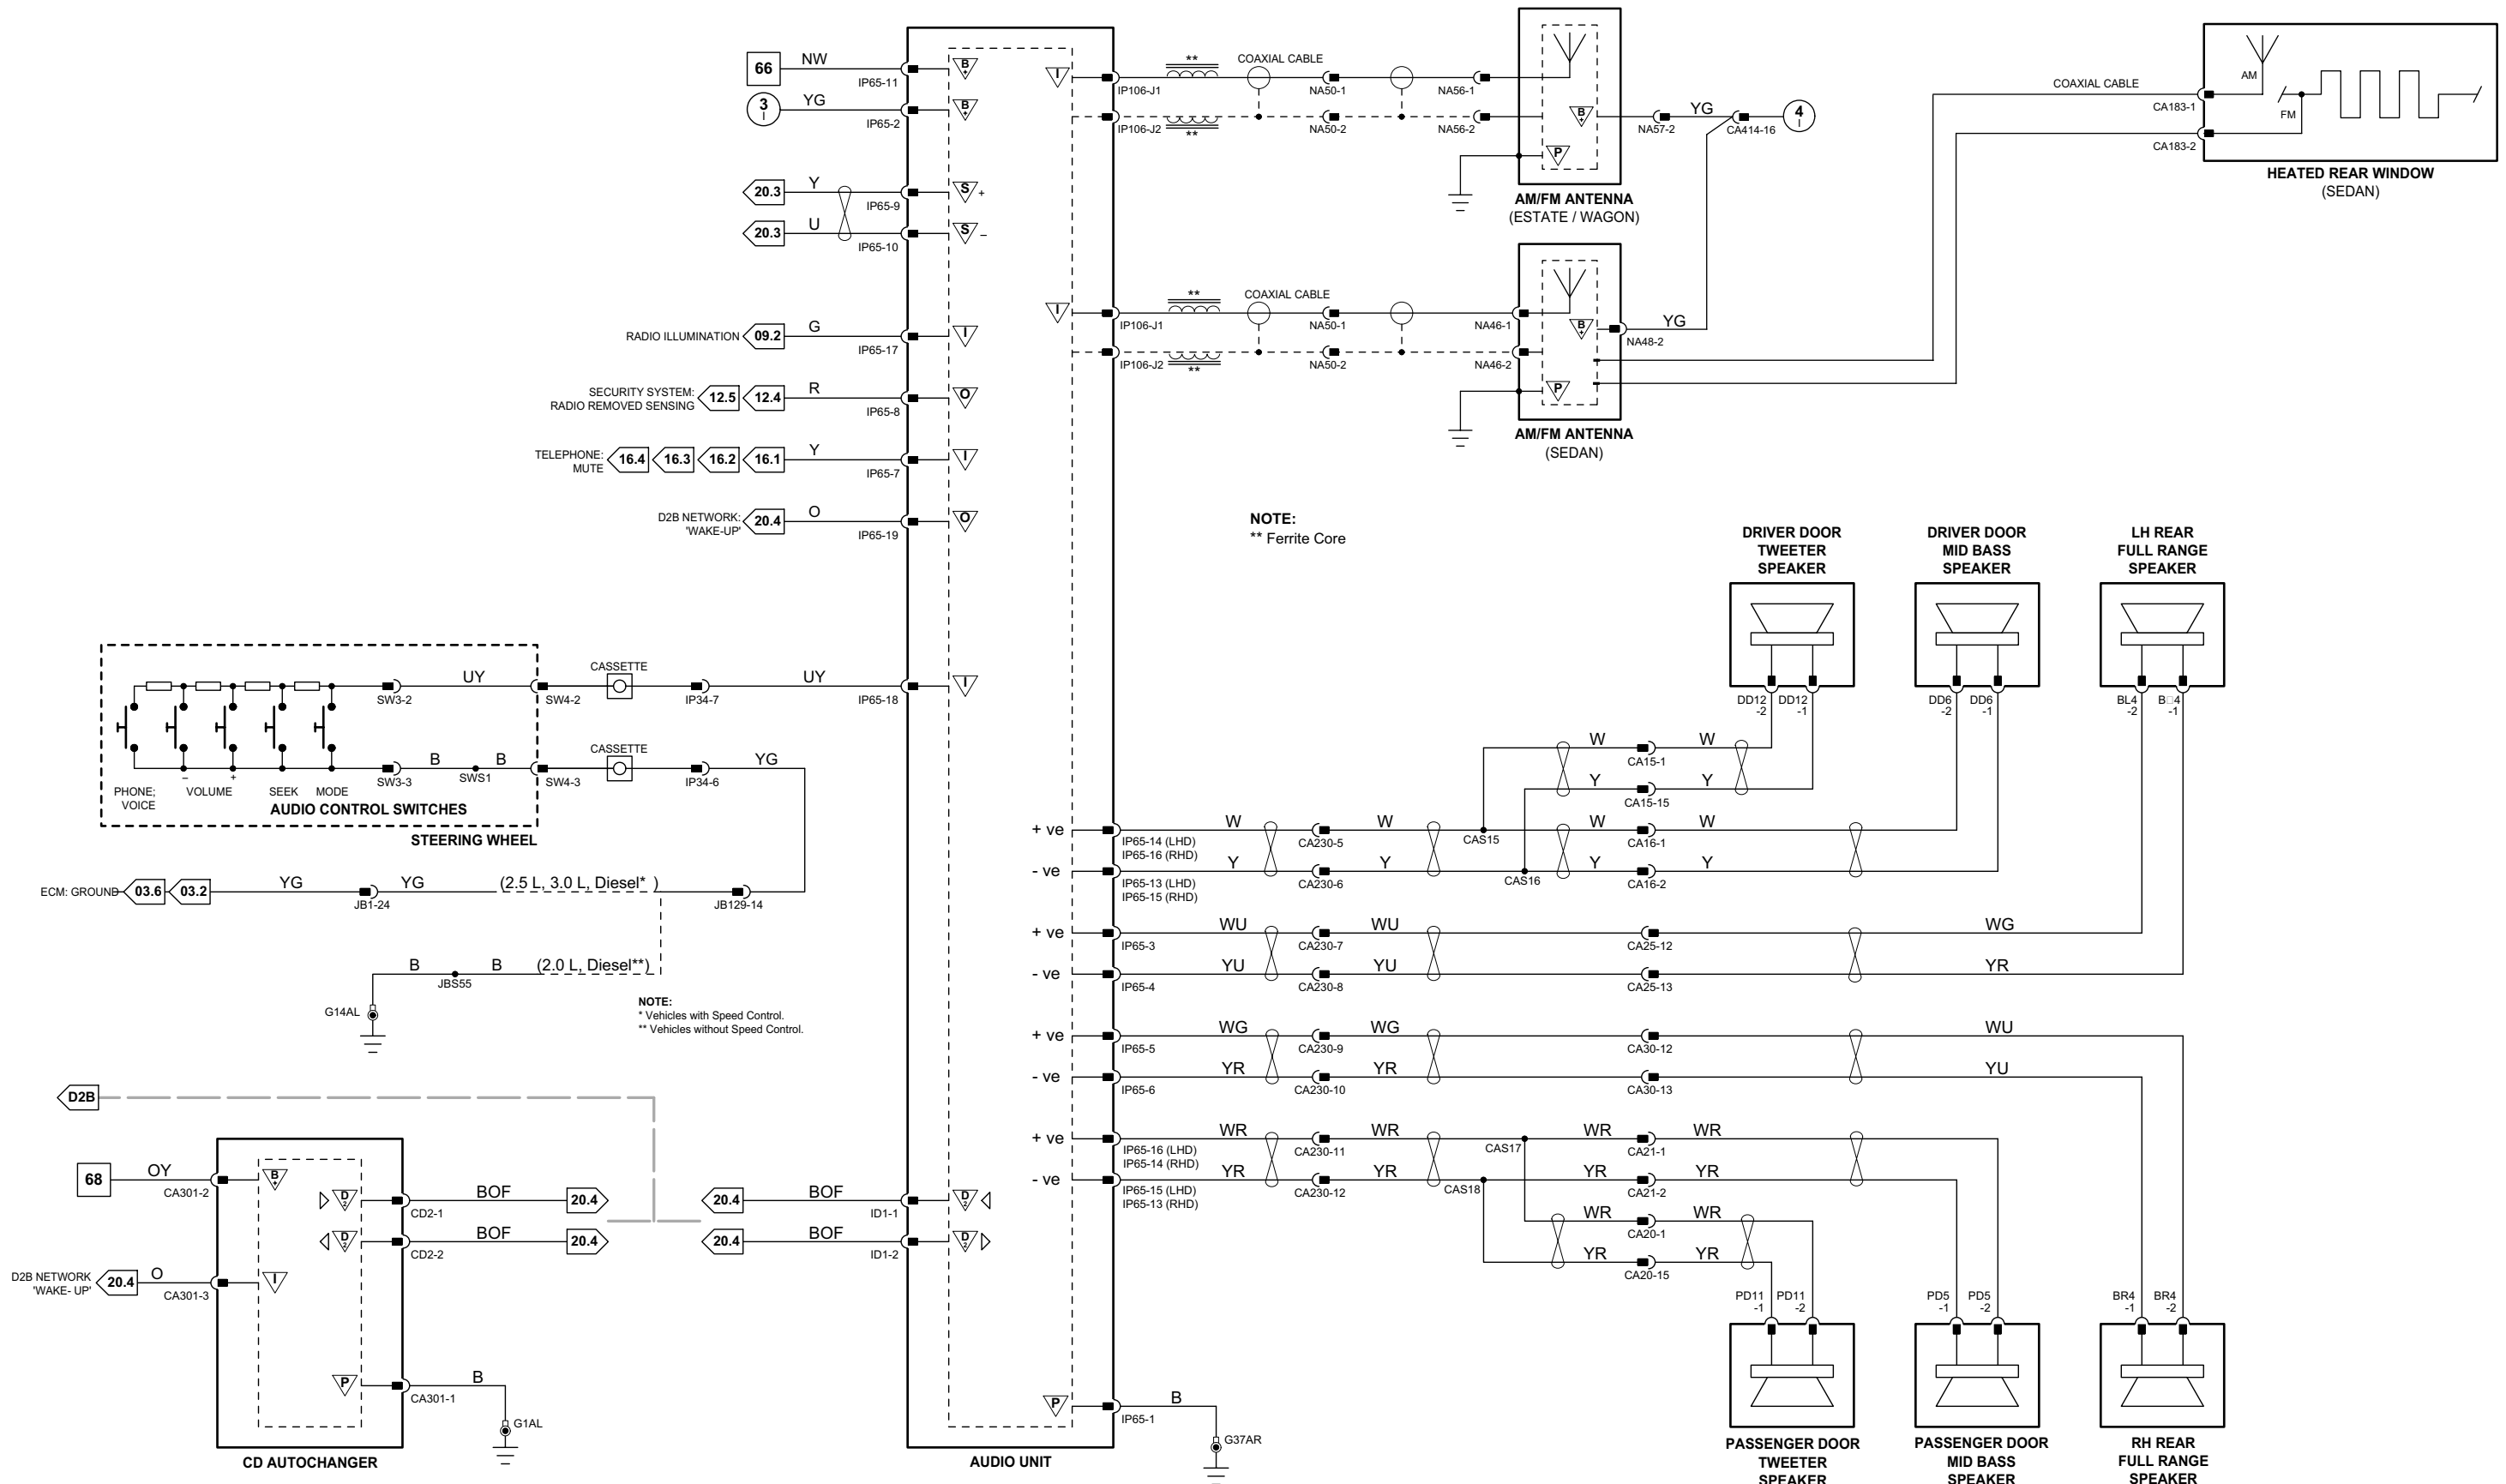 66
NW
IP65-11
B+
3
I
YG
IP65-2
B+
20.3
Y
IP65-9
S +
20.3
U
IP65-10
S –
RADIO ILLUMINATION
09.2
G
IP65-17
I
SECURITY SYSTEM:
RADIO REMOVED SENSING
12.5
12.4
R
IP65-8
O
TELEPHONE:
MUTE
16.4
16.3
16.2
16.1
Y
IP65-7
I
D2B NETWORK:
'WAKE-UP'
20.4
O
IP65-19
O
I
IP106-J1
**
COAXIAL CABLE
NA50-1
NA56-1
IP106-J2
**
NA50-2
NA56-2
B+
P
NA57-2
YG
CA414-16
4
I
AM/FM ANTENNA
(ESTATE / WAGON)
COAXIAL CABLE
CA183-1
CA183-2
AM
FM
HEATED REAR WINDOW
(SEDAN)
I
IP106-J1
**
COAXIAL CABLE
NA50-1
NA46-1
IP106-J2
**
NA50-2
NA46-2
B+
P
YG
NA48-2
AM/FM ANTENNA
(SEDAN)
NOTE:
** Ferrite Core
DRIVER DOOR
TWEETER
SPEAKER
DRIVER DOOR
MID BASS
SPEAKER
LH REAR
FULL RANGE
SPEAKER
DD12
-2
DD12
-1
DD6
-2
DD6
-1
BL4
-2
B□4
-1
UY
CASSETTE
UY
SW3-2
SW4-2
IP34-7
IP65-18
I
B
B
CASSETTE
YG
SW3-3
SWS1
SW4-3
IP34-6
–
+
PHONE;
VOICE
VOLUME
SEEK
MODE
AUDIO CONTROL SWITCHES
STEERING WHEEL
ECM: GROUND
03.6
03.2
YG
JB1-24
YG
(2.5 L, 3.0 L, Diesel* )
JB129-14
B
JBS55
B
(2.0 L, Diesel**)
G14AL
NOTE:
* Vehicles with Speed Control.
** Vehicles without Speed Control.
W
CA15-1
W
Y
CA15-15
Y
+ ve
IP65-14 (LHD)
IP65-16 (RHD)
W
CA230-5
W
CAS15
W
CA16-1
W
- ve
IP65-13 (LHD)
IP65-15 (RHD)
Y
CA230-6
Y
CAS16
Y
CA16-2
Y
+ ve
IP65-3
WU
CA230-7
WU
CA25-12
WG
- ve
IP65-4
YU
CA230-8
YU
CA25-13
YR
+ ve
IP65-5
WG
CA230-9
WG
CA30-12
WU
- ve
IP65-6
YR
CA230-10
YR
CA30-13
YU
+ ve
IP65-16 (LHD)
IP65-14 (RHD)
WR
CA230-11
WR
CAS17
WR
CA21-1
WR
- ve
IP65-15 (LHD)
IP65-13 (RHD)
YR
CA230-12
YR
CAS18
YR
CA21-2
YR
WR
CA20-1
WR
YR
CA20-15
YR
D2B
68
OY
CA301-2
B+
D2
CD2-1
BOF
20.4
20.4
BOF
ID1-1
D2
D2
CD2-2
BOF
20.4
20.4
BOF
ID1-2
D2
D2B NETWORK
'WAKE- UP'
20.4
O
CA301-3
I
P
CA301-1
B
G1AL
CD AUTOCHANGER
P
IP65-1
B
G37AR
AUDIO UNIT
PD11
-1
PD11
-2
PD5
-1
PD5
-2
BR4
-1
BR4
-2
PASSENGER DOOR
TWEETER
SPEAKER
PASSENGER DOOR
MID BASS
SPEAKER
RH REAR
FULL RANGE
SPEAKER